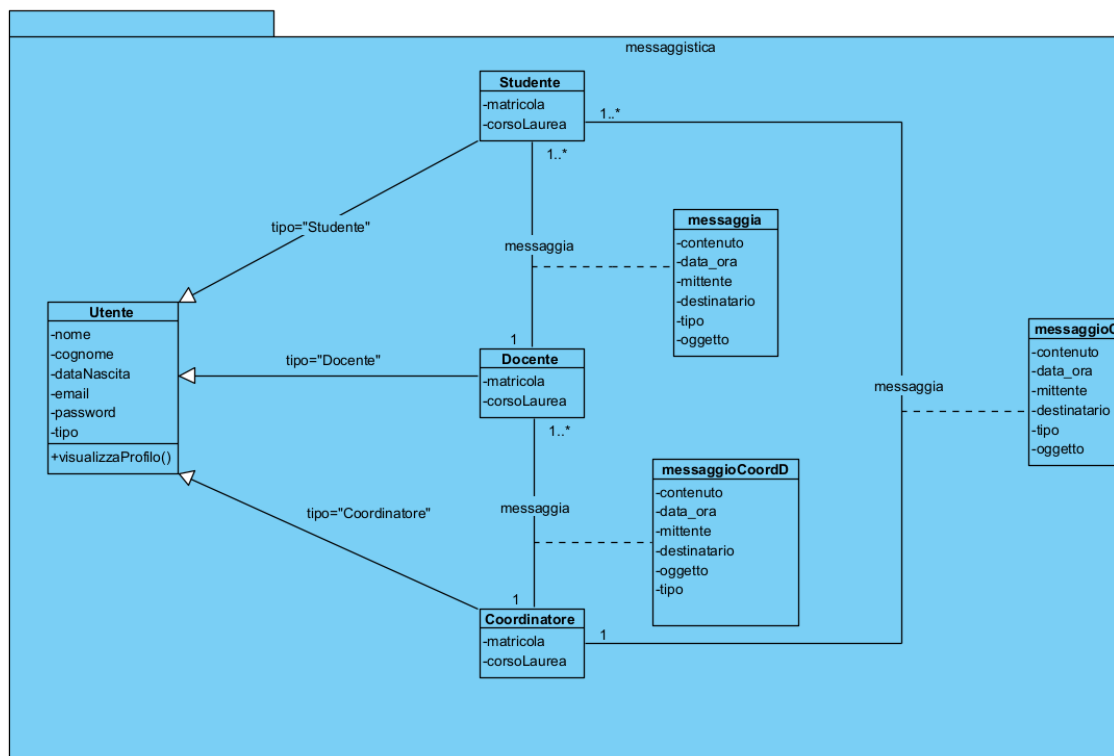 messaggistica
Studente
-matricola
-corsoLaurea
1..*
1..*
tipo="Studente"
messaggia
messaggia
-contenuto
-data_ora
-mittente
-destinatario
-tipo
-oggetto
Utente
-nome
-cognome
-dataNascita
-email
-password
-tipo
+visualizzaProfilo()
tipo="Docente"
1
Docente
-matricola
-corsoLaurea
1..*
messaggia
messaggioC
-contenuto
-data_ora
-mittente
-destinatario
-tipo
-oggetto
messaggioCoordD
-contenuto
-data_ora
-mittente
-destinatario
-oggetto
-tipo
messaggia
tipo="Coordinatore"
1
Coordinatore
-matricola
-corsoLaurea
1